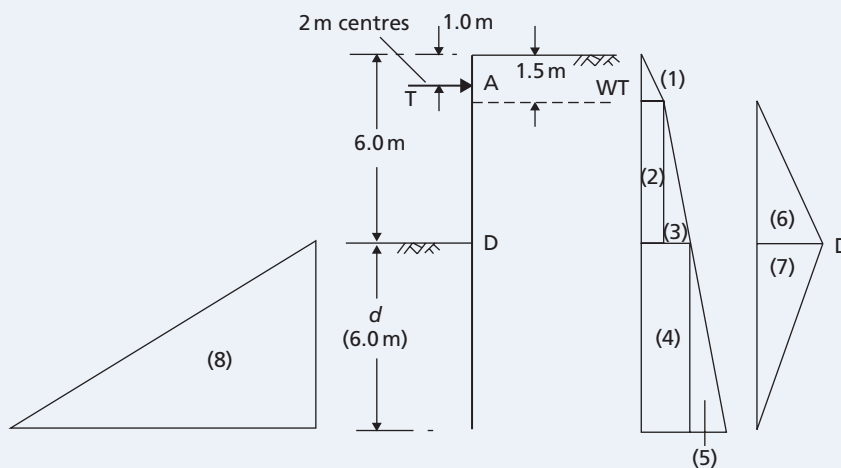 2 m centres
1.0 m
1.5 m
WT
A
T
(1)
6.0 m
(2)
(6)
(3)
D
D
(7)
d
(6.0 m)
(8)
(4)
(5)